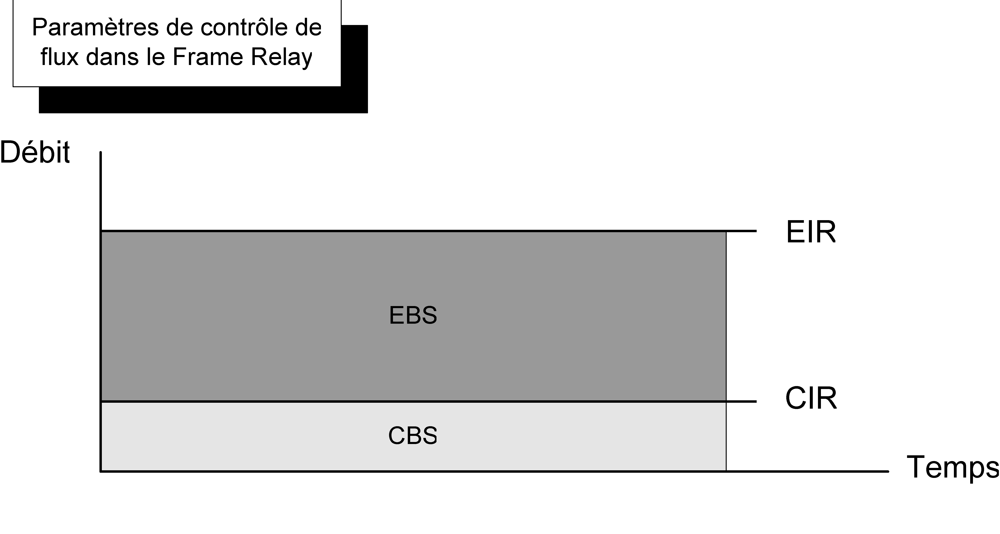 Paramètres de contrôle de
flux dans le Frame Relay
Débit
EIR
EBS
CIR
CBS
Temps